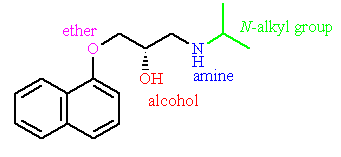 ether
N-alkyl group
O
N
H
OH
amine
alcohol